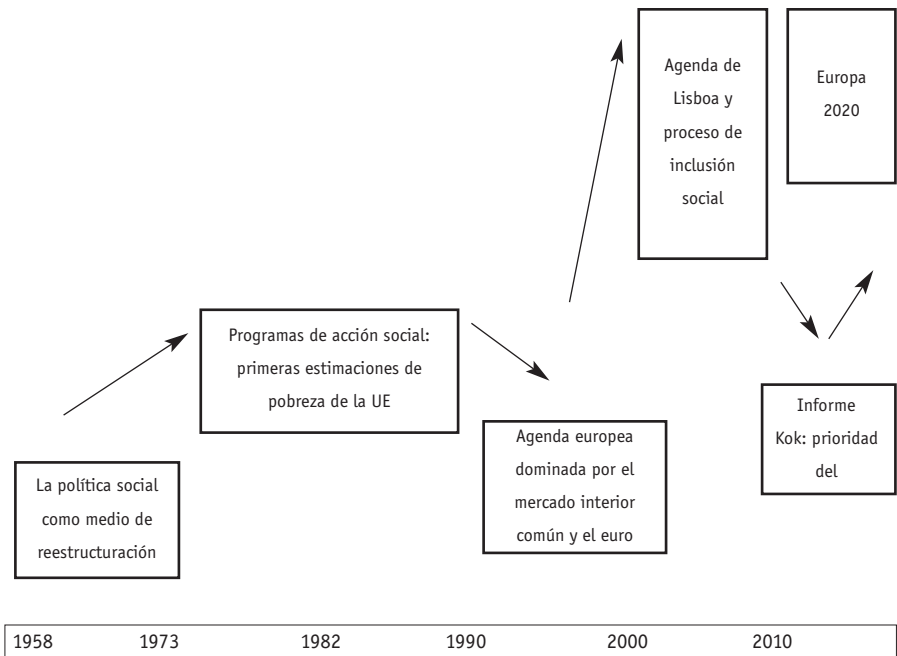 La política social
como medio de
reestructuración
Programas de acción social:
primeras estimaciones de
pobreza de la UE
Agenda europea
dominada por el
mercado interior
común y el euro
Agenda de
Lisboa y
proceso de
inclusión
social
Informe
Kok: prioridad
del
Europa
2020
1958 1973 1982 1990 2000 2010